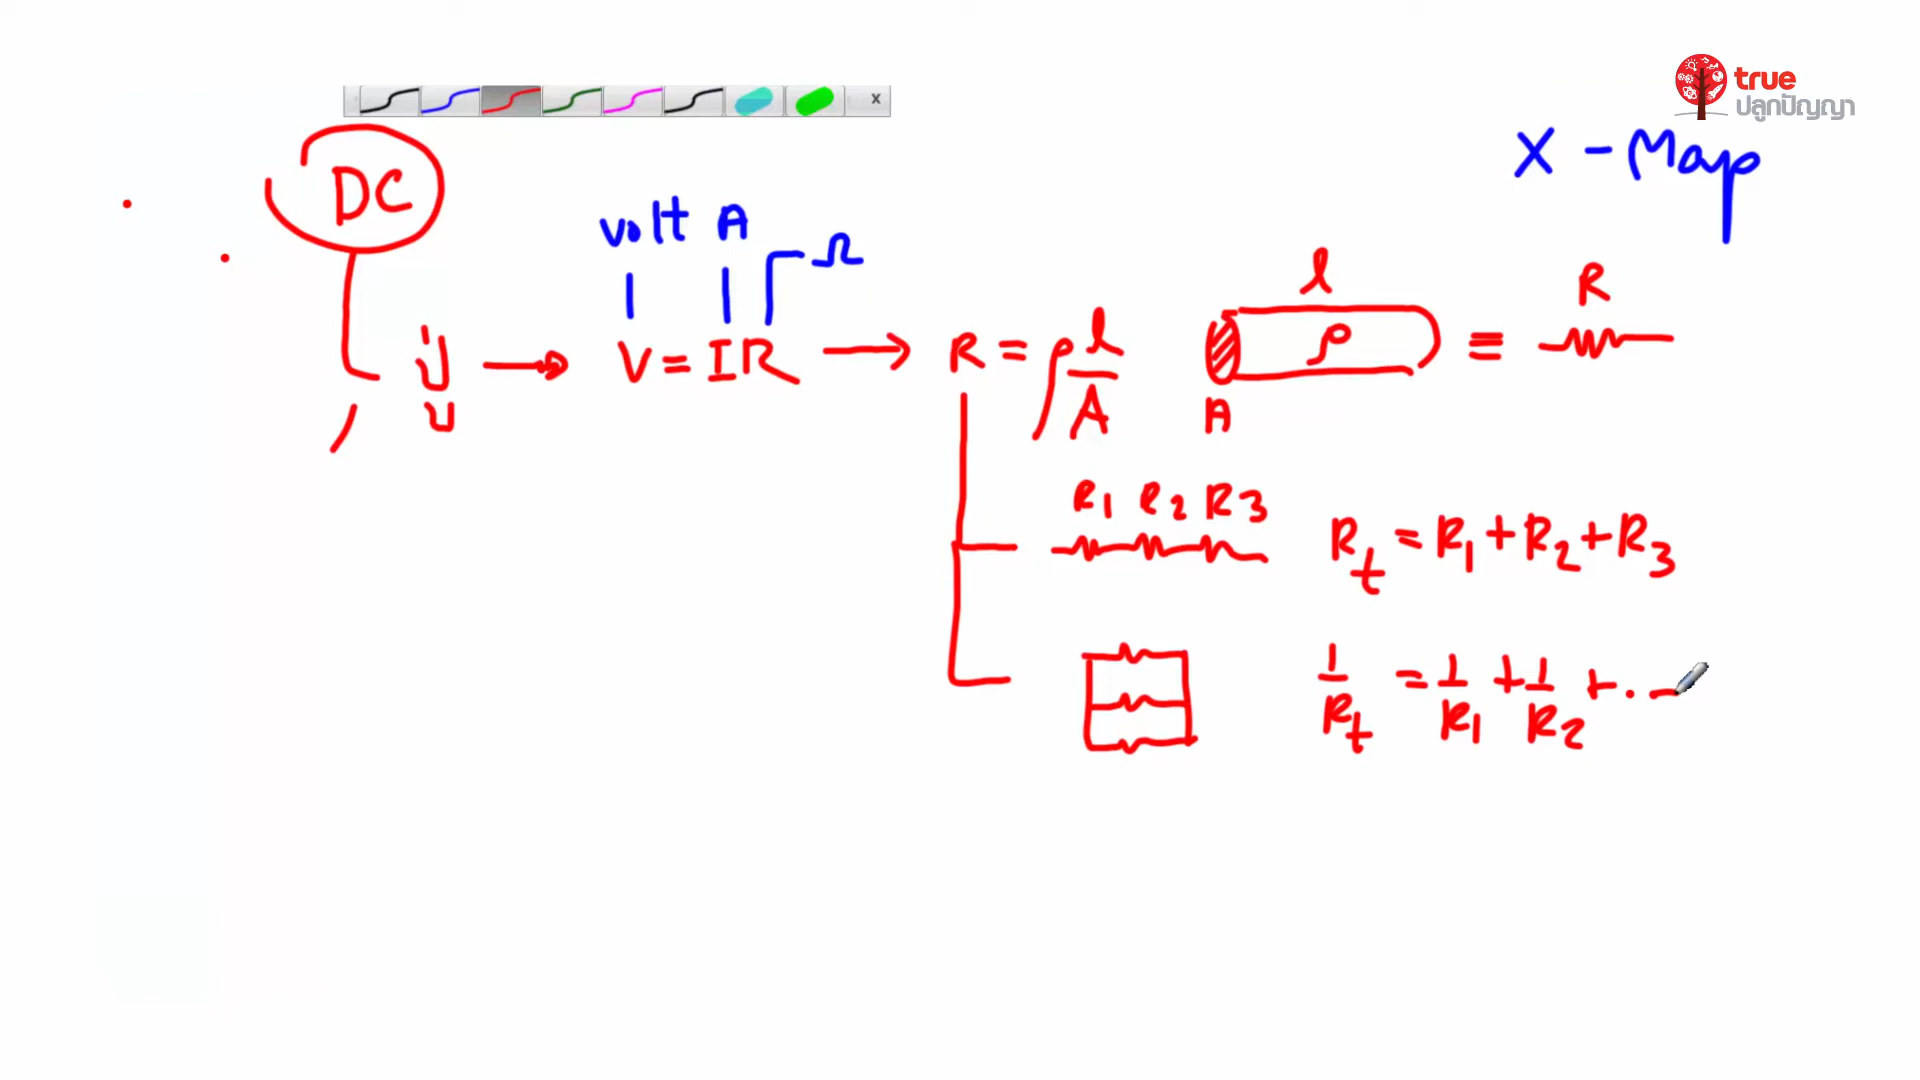 true
ปลูกปัญญา
X - Map
DC
volt A
Ω
V = IR
R = ρ l/A
l
ρ
A
R
R1 R2 R3
Rt = R1 + R2 + R3
1/Rt = 1/R1 + 1/R2 + . –
x